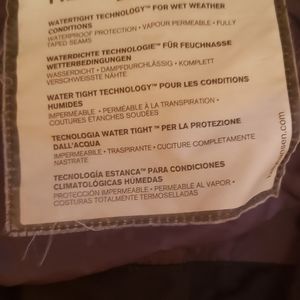 WATERTIGHT TECHNOLOGY™ FOR WET WEATHER
CONDITIONS
WATERPROOF PROTECTION • VAPOUR PERMEABLE • FULLY
TAPED SEAMS
WASSERDICHTE TECHNOLOGIE™ FÜR FEUCHNASSE
WETTERBEDINGUNGEN
WASSERDICHT • DAMPFDURCHLÄSSIG • KOMPLETT
VERSCHWEISSTE NÄHTE
WATER TIGHT TECHNOLOGY™ POUR LES CONDITIONS
HUMIDES
IMPERMÉABLE • PERMÉABLE À LA TRANSPIRATION •
COUTURES ÉTANCHES SOUDÉES
TECNOLOGIA WATER TIGHT™ PER LA PROTEZIONE
DALL'ACQUA
IMPERMEABILE • TRASPIRANTE • CUCITURE COMPLETAMENTE
NASTRATE
TECNOLOGÍA ESTANCA™ PARA CONDICIONES
CLIMATOLÓGICAS HÚMEDAS
PROTECCIÓN IMPERMEABLE • PERMEABLE AL VAPOR •
COSTURAS TOTALMENTE TERMOSELLADAS